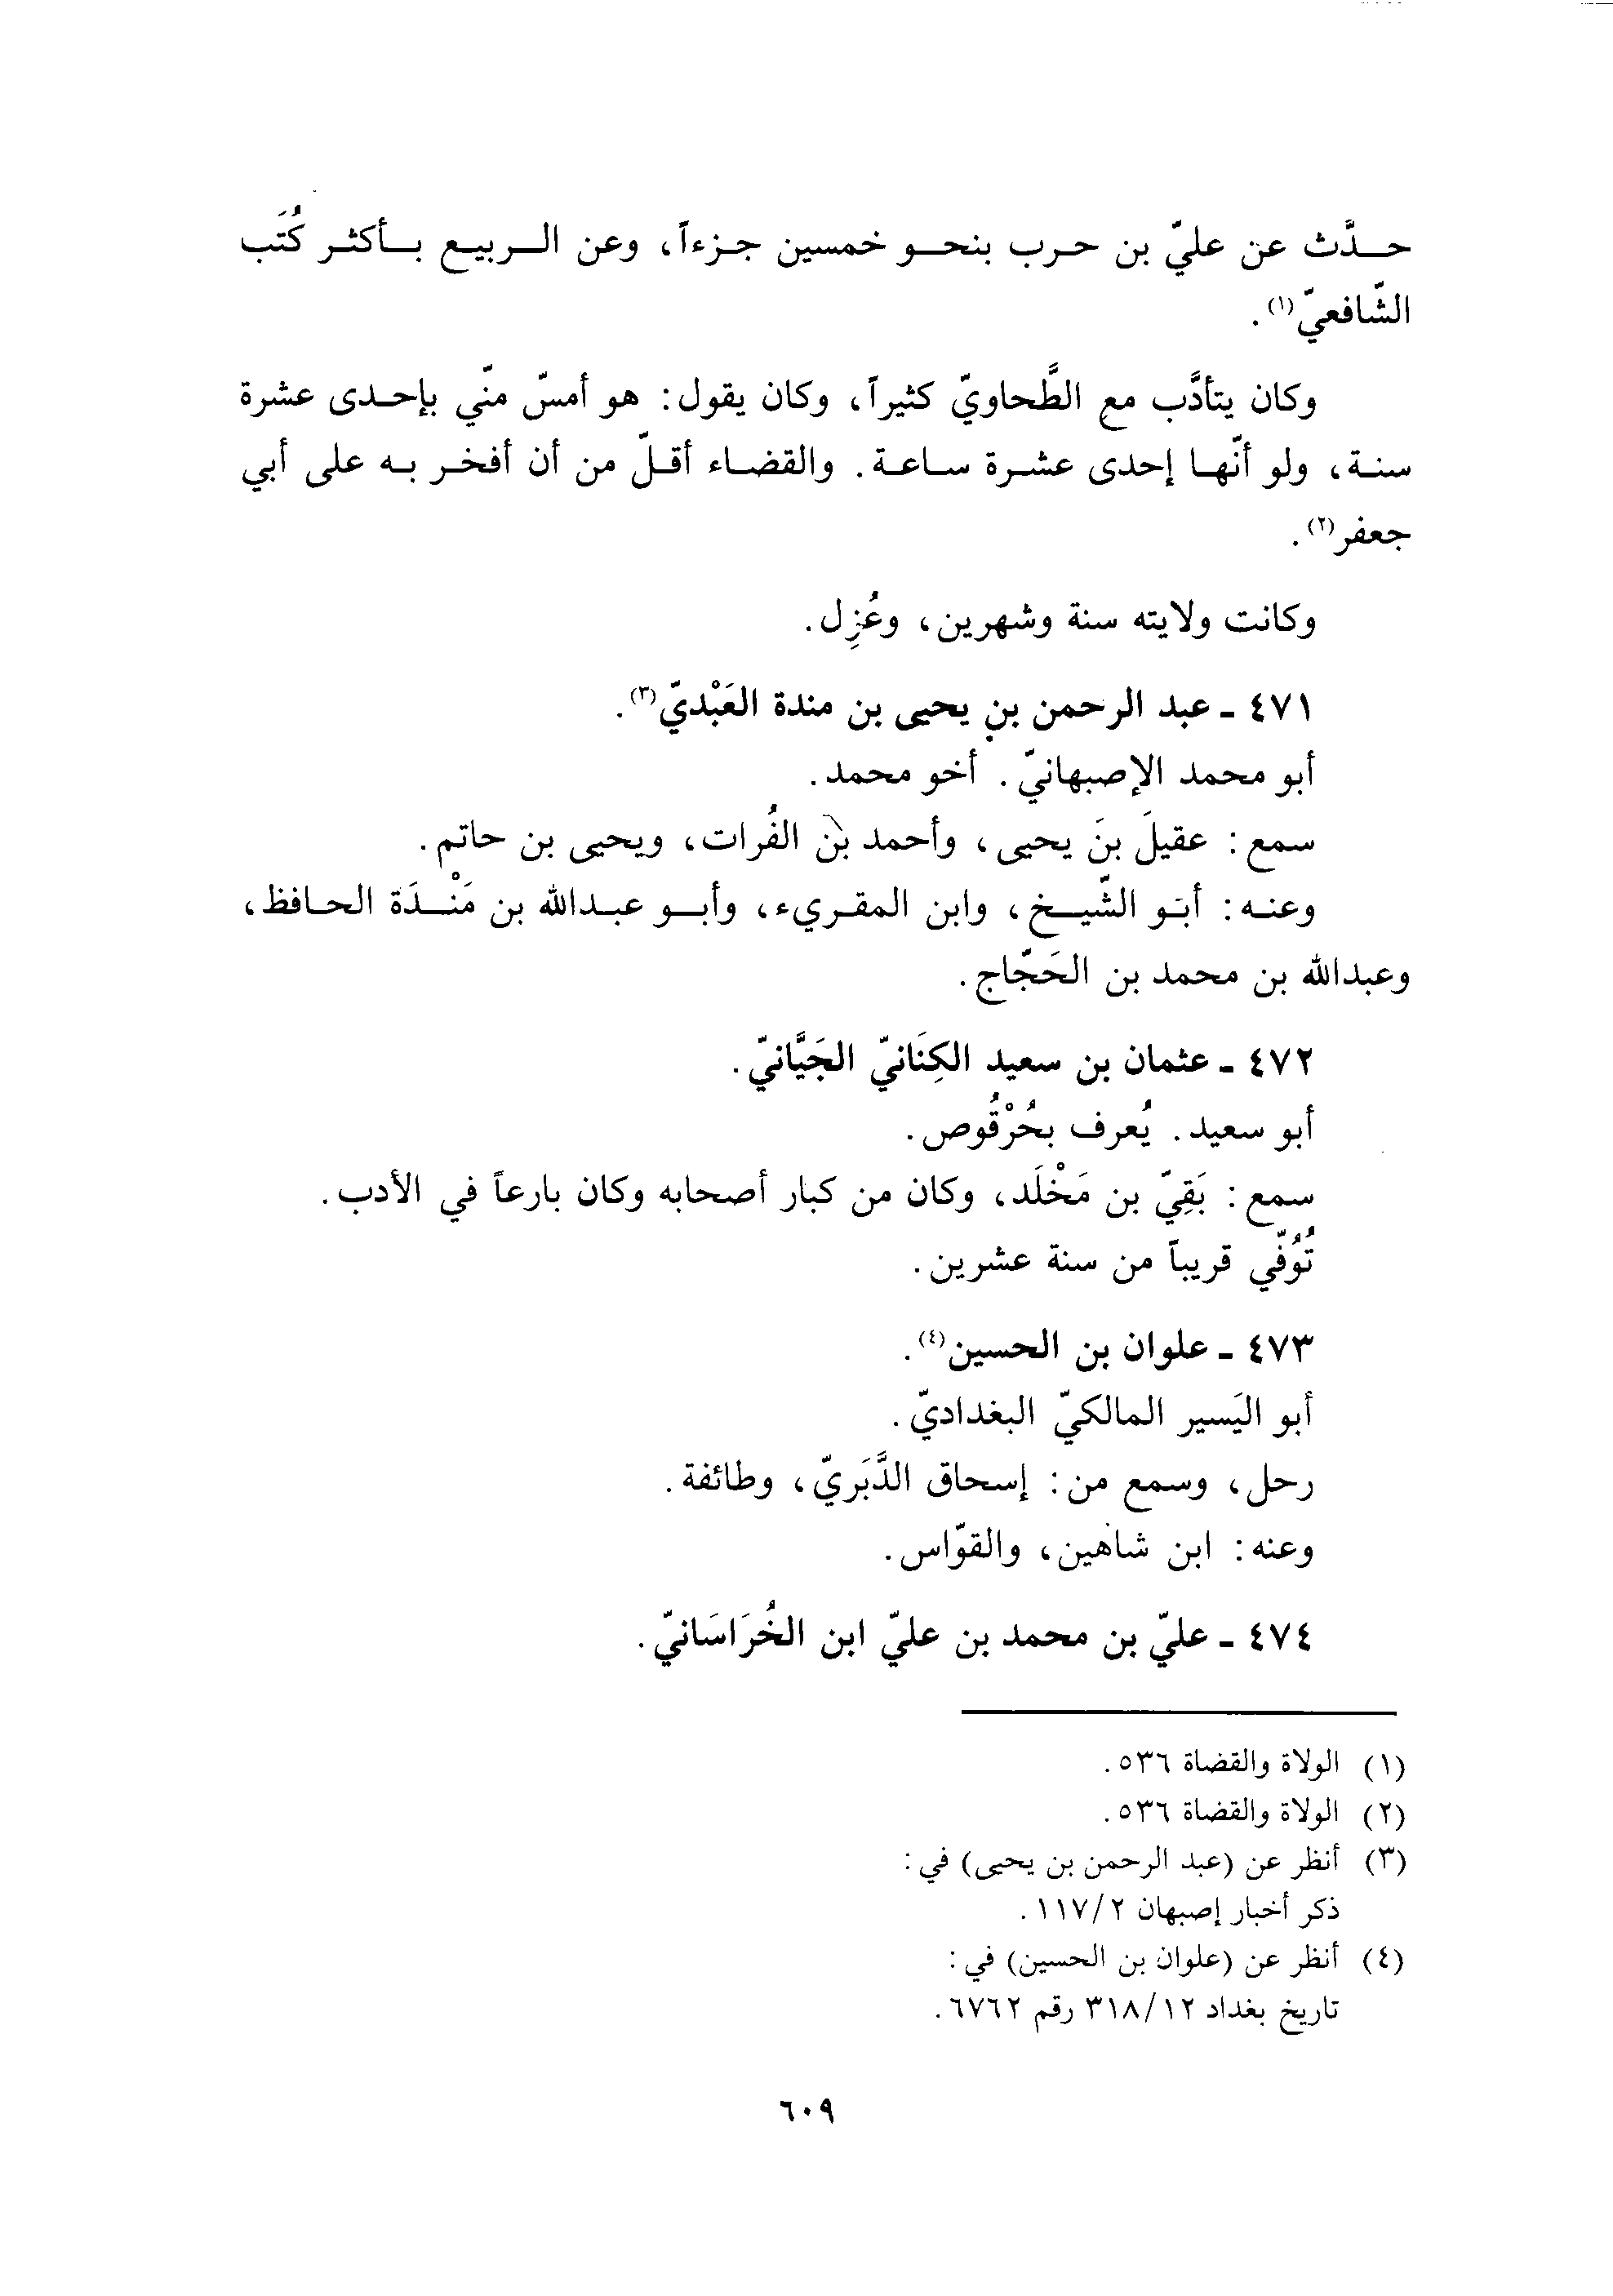 حدَّث عن عليّ بن حرب بنحو خمسين جزءاً، وعن الربيع بأكثر كُتَب
الشّافعيّ(١).
وكان يتأدَّب مع الطَّحاويّ كثيراً، وكان يقول: هو أمسّ منّي بإحدى عشرة
سنة، ولو أنّها إحدى عشرة ساعة. والقضاء أقلّ من أن أفخر به على أبي
جعفر(٢).
وكانت ولايته سنة وشهرين، وعُزِل.
٤٧١ - عبد الرحمن بن يحيى بن مندة العَبْديّ(٣).
أبو محمد الإصبهانيّ. أخو محمد.
سمع: عقيلَ بنَ يحيى، وأحمد بن الفُرات، ويحيى بن حاتم.
وعنه: أبو الشّيخ، وابن المقريء، وأبو عبدالله بن مَنْدَة الحافظ،
وعبدالله بن محمد بن الحَجّاج.
٤٧٢ - عثمان بن سعيد الكِنَانيّ الجَيَّانيّ.
أبو سعيد. يُعرف بحُرْقُوص.
سمع: بَقِيّ بن مَخْلَد، وكان من كبار أصحابه وكان بارعاً في الأدب.
تُوُفّي قريباً من سنة عشرين.
٤٧٣ - علوان بن الحسين(٤).
أبو اليَسير المالكيّ البغداديّ.
رحل، وسمع من: إسحاق الدَّبَريّ، وطائفة.
وعنه: ابن شاهين، والقوّاس.
٤٧٤ - عليّ بن محمد بن عليّ ابن الخُرَاسَانيّ.
(١) الولاة والقضاة ٥٣٦.
(٢) الولاة والقضاة ٥٣٦.
(٣) أنظر عن (عبد الرحمن بن يحيى) في:
ذكر أخبار إصبهان ٢/١١٧.
(٤) أنظر عن (علوان بن الحسين) في:
تاريخ بغداد ١٢/٣١٨ رقم ٦٧٦٢.
٦٠٩